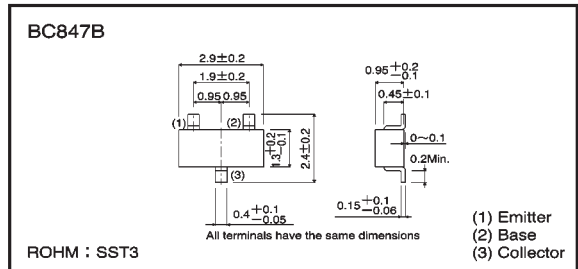 BC847B
2.9±0.2
1.9±0.2
0.95 0.95
(1) (2)
(3)
1.3+0.2
−0.1
2.4±0.2
0.4+0.1
−0.05
0.95+0.2
−0.1
0.45±0.1
0～0.1
0.2Min.
0.15+0.1
−0.06
All terminals have the same dimensions
ROHM : SST3
(1) Emitter
(2) Base
(3) Collector